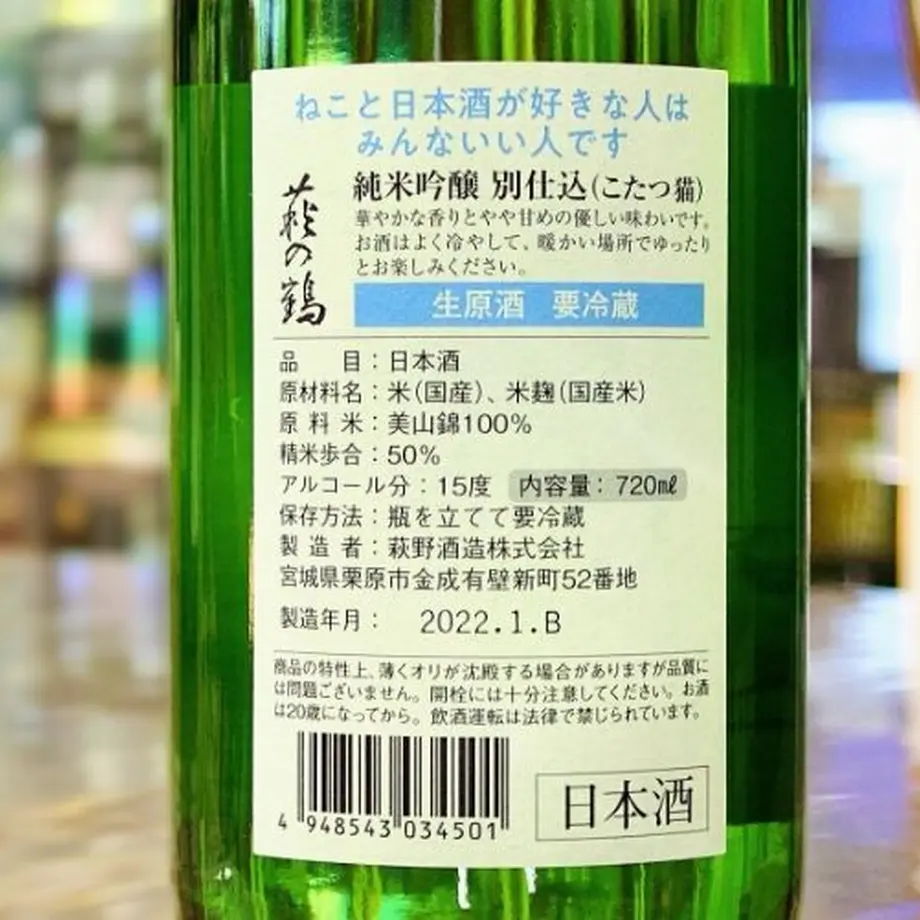 ねこと日本酒が好きな人は
みんないい人です
萩の鶴
純米吟醸 別仕込(こたつ猫)
華やかな香りとやや甘めの優しい味わいです。
お酒はよく冷やして、暖かい場所でゆったり
とお楽しみください。
生原酒 要冷蔵
品 目:日本酒
原材料名:米(国産)、米麹(国産米)
原料米:美山錦100%
精米歩合:50%
アルコール分:15度 内容量:720㎖
保存方法:瓶を立てて要冷蔵
製造者:萩野酒造株式会社
宮城県栗原市金成有壁新町52番地
製造年月: 2022.1.B
商品の特性上、薄くオリが沈殿する場合がありますが品質に
は問題ございません。開栓には十分注意してください。お酒
は20歳になってから。飲酒運転は法律で禁じられています。
4 948543 034501
日本酒